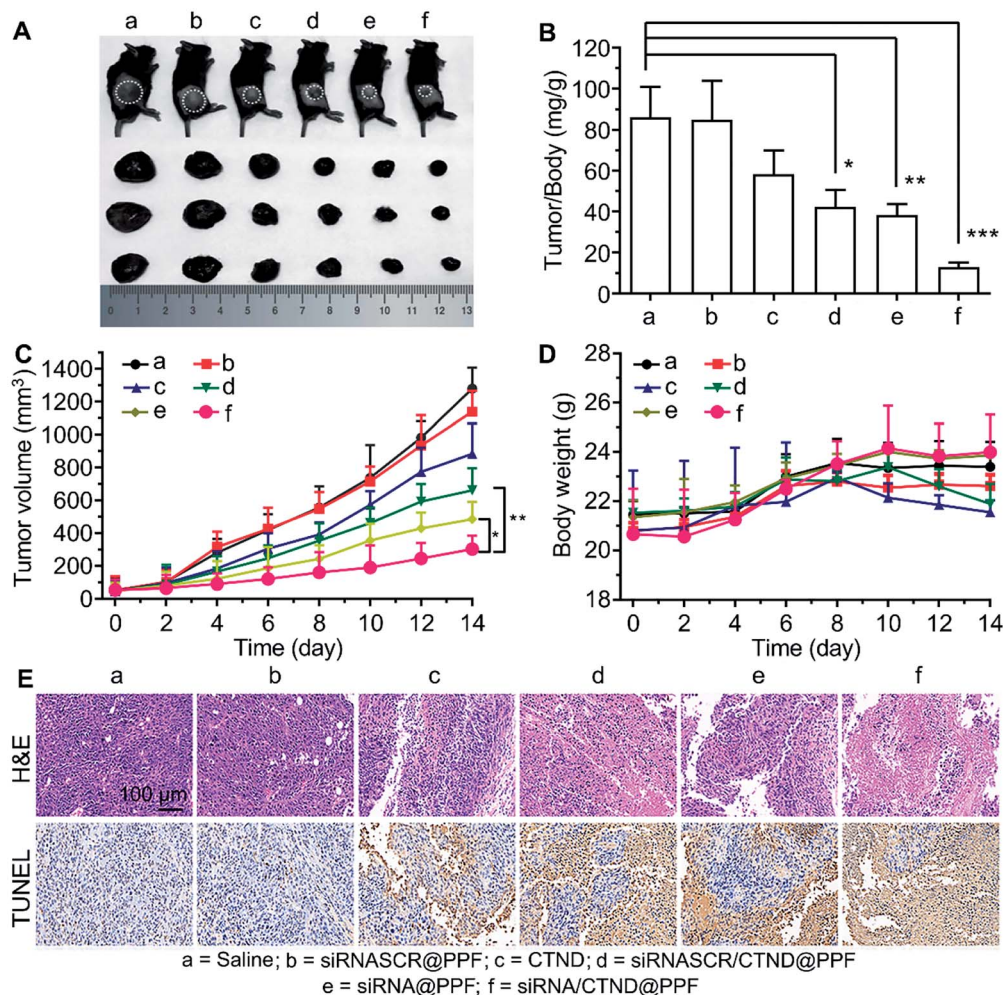 A
a b c d e f
0 1 2 3 4 5 6 7 8 9 10 11 12 13
B
Tumor/Body (mg/g)
120
100
80
60
40
20
0
*
**
***
a b c d e f
C
Tumor volume (mm³)
1400
1200
1000
800
600
400
200
0
a b
c d
e f
**
*
0 2 4 6 8 10 12 14
Time (day)
D
Body weight (g)
28
26
24
22
20
18
a b
c d
e f
0 2 4 6 8 10 12 14
Time (day)
E
a b c d e f
H&E
100 µm
TUNEL
a = Saline; b = siRNASCR@PPF; c = CTND; d = siRNASCR/CTND@PPF
e = siRNA@PPF; f = siRNA/CTND@PPF